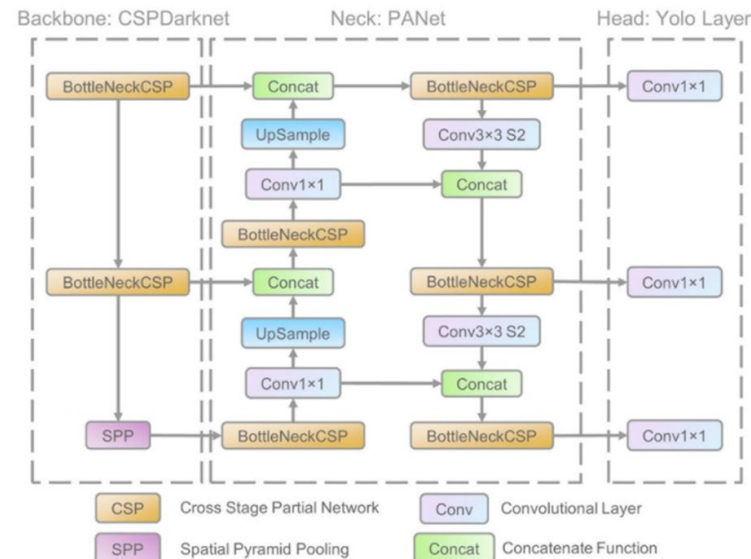 Backbone: CSPDarknet Neck: PANet Head: Yolo Layer
BottleNeckCSP Concat BottleNeckCSP Conv1×1
UpSample Conv3×3 S2
Conv1×1 Concat
BottleNeckCSP
BottleNeckCSP Concat BottleNeckCSP Conv1×1
UpSample Conv3×3 S2
Conv1×1 Concat
SPP BottleNeckCSP BottleNeckCSP Conv1×1
CSP Cross Stage Partial Network Conv Convolutional Layer
SPP Spatial Pyramid Pooling Concat Concatenate Function